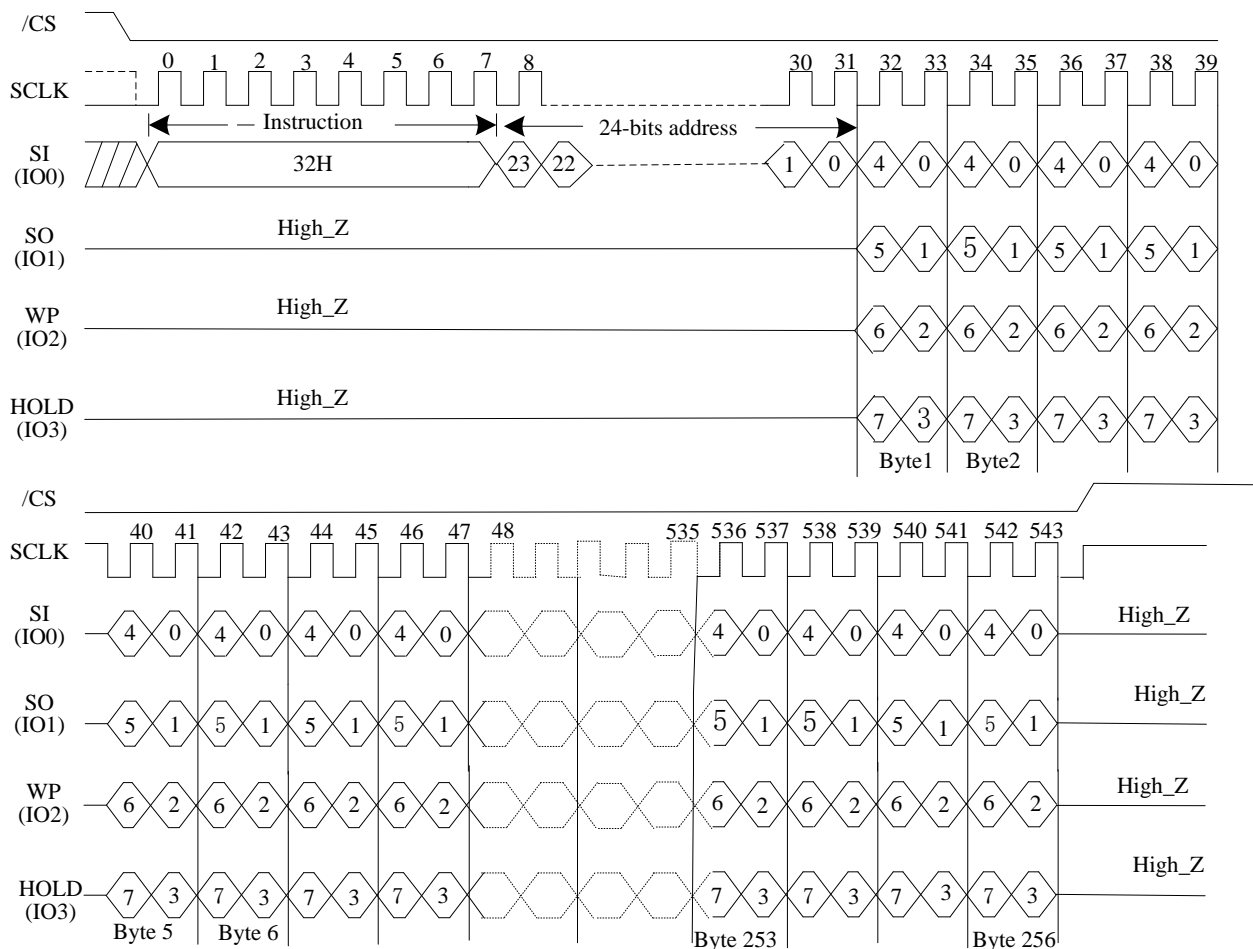 /CS
0 1 2 3 4 5 6 7 8 30 31 32 33 34 35 36 37 38 39
SCLK
Instruction 24-bits address
SI
(IO0)
32H 23 22 1 0 4 0 4 0 4 0 4 0
SO
(IO1)
High_Z 5 1 5 1 5 1 5 1
WP
(IO2)
High_Z 6 2 6 2 6 2 6 2
HOLD
(IO3)
High_Z 7 3 7 3 7 3 7 3
Byte1 Byte2
/CS
40 41 42 43 44 45 46 47 48 535 536 537 538 539 540 541 542 543
SCLK
SI
(IO0)
4 0 4 0 4 0 4 0 4 0 4 0 4 0 4 0 High_Z
SO
(IO1)
5 1 5 1 5 1 5 1 5 1 5 1 5 1 5 1 High_Z
WP
(IO2)
6 2 6 2 6 2 6 2 6 2 6 2 6 2 6 2 High_Z
HOLD
(IO3)
7 3 7 3 7 3 7 3 7 3 7 3 7 3 7 3 High_Z
Byte 5 Byte 6 Byte 253 Byte 256